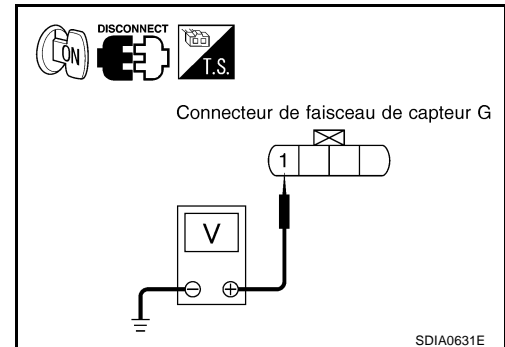 DISCONNECT
ON
T.S.
Connecteur de faisceau de capteur G
1
V
− +
SDIA0631E